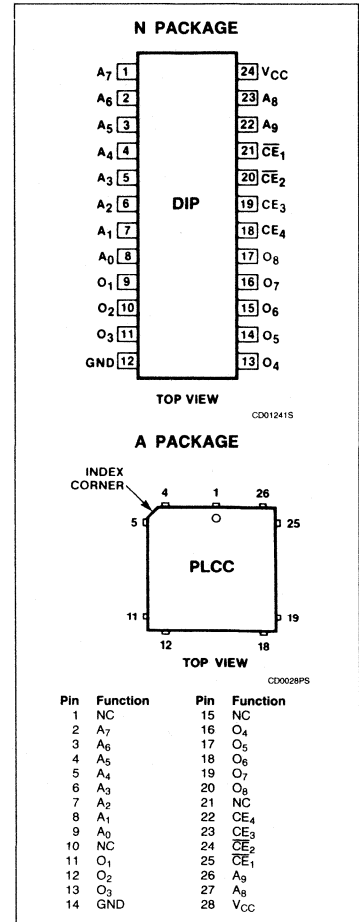 N PACKAGE
A7 1 24 VCC
A6 2 23 A8
A5 3 22 A9
A4 4 21 C̅E̅1
A3 5 20 C̅E̅2
A2 6 DIP 19 CE3
A1 7 18 CE4
A0 8 17 O8
O1 9 16 O7
O2 10 15 O6
O3 11 14 O5
GND 12 13 O4
TOP VIEW
CD01241S
A PACKAGE
INDEX
CORNER
4 1 26
5 25
PLCC
11 19
12 18
TOP VIEW
CD0028PS
Pin Function Pin Function
1 NC 15 NC
2 A7 16 O4
3 A6 17 O5
4 A5 18 O6
5 A4 19 O7
6 A3 20 O8
7 A2 21 NC
8 A1 22 CE4
9 A0 23 CE3
10 NC 24 C̅E̅2
11 O1 25 C̅E̅1
12 O2 26 A9
13 O3 27 A8
14 GND 28 VCC